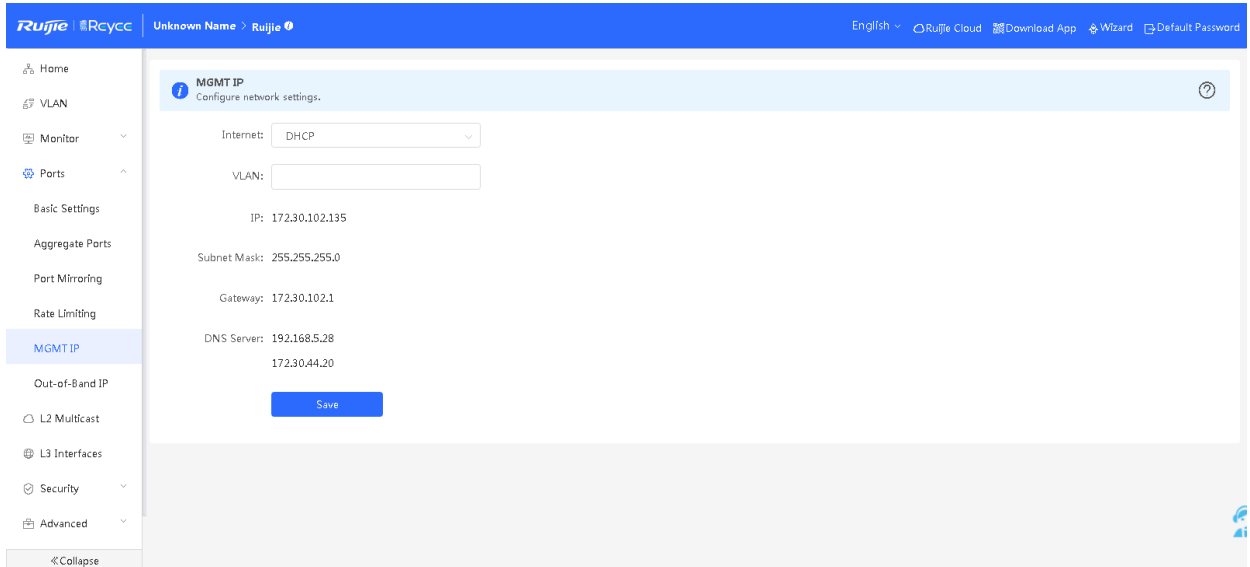 Ruijie Rcycc Unknown Name > Ruijie English Ruijie Cloud Download App Wizard Default Password
Home
VLAN
Monitor
Ports
Basic Settings
Aggregate Ports
Port Mirroring
Rate Limiting
MGMT IP
Out-of-Band IP
L2 Multicast
L3 Interfaces
Security
Advanced
≪Collapse
MGMT IP
Configure network settings.
Internet: DHCP
VLAN:
IP: 172.30.102.135
Subnet Mask: 255.255.255.0
Gateway: 172.30.102.1
DNS Server: 192.168.5.28
172.30.44.20
Save